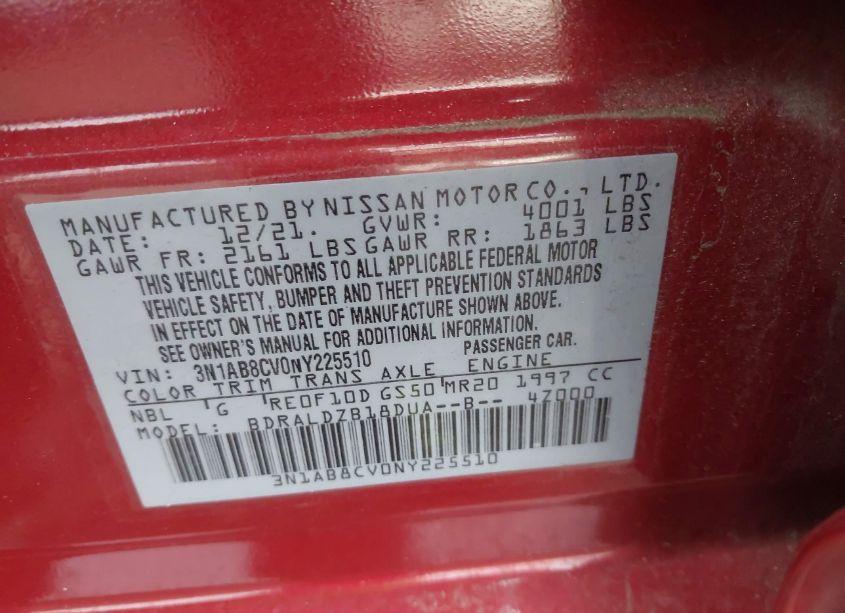 MANUFACTURED BY NISSAN MOTOR CO., LTD.
DATE: 12/21. GVWR: 4001 LBS
GAWR FR: 2161 LBS GAWR RR: 1863 LBS
THIS VEHICLE CONFORMS TO ALL APPLICABLE FEDERAL MOTOR
VEHICLE SAFETY, BUMPER AND THEFT PREVENTION STANDARDS
IN EFFECT ON THE DATE OF MANUFACTURE SHOWN ABOVE.
SEE OWNER'S MANUAL FOR ADDITIONAL INFORMATION.
VIN: 3N1AB8CV0NY225510 PASSENGER CAR.
COLOR TRIM TRANS AXLE ENGINE
NBL G RE0F10D GS50 MR20 1997 CC
MODEL: BDRALDZB18DUA--B-- 4Z000
3N1AB8CV0NY225510